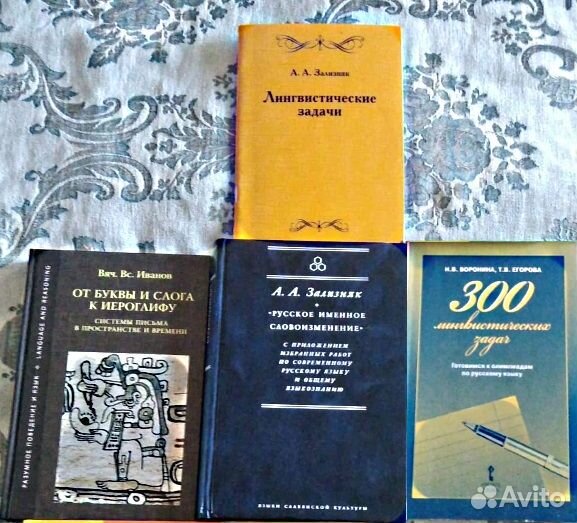 А. А. Зализняк
Лингвистические
задачи
РАЗУМНОЕ ПОВЕДЕНИЕ И ЯЗЫК • LANGUAGE AND REASONING
Вяч. Вс. Иванов
ОТ БУКВЫ И СЛОГА
К ИЕРОГЛИФУ
СИСТЕМЫ ПИСЬМА
В ПРОСТРАНСТВЕ И ВРЕМЕНИ
А. А. Зализняк
"РУССКОЕ ИМЕННОЕ
СЛОВОИЗМЕНЕНИЕ"
С ПРИЛОЖЕНИЕМ
ИЗБРАННЫХ РАБОТ
ПО СОВРЕМЕННОМУ
РУССКОМУ ЯЗЫКУ
И ОБЩЕМУ
ЯЗЫКОЗНАНИЮ
ЯЗЫКИ СЛАВЯНСКОЙ КУЛЬТУРЫ
Н.В. ВОРОНИНА, Т.В. ЕГОРОВА
300
лингвистических
задач
Готовимся к олимпиадам
по русскому языку
Avito